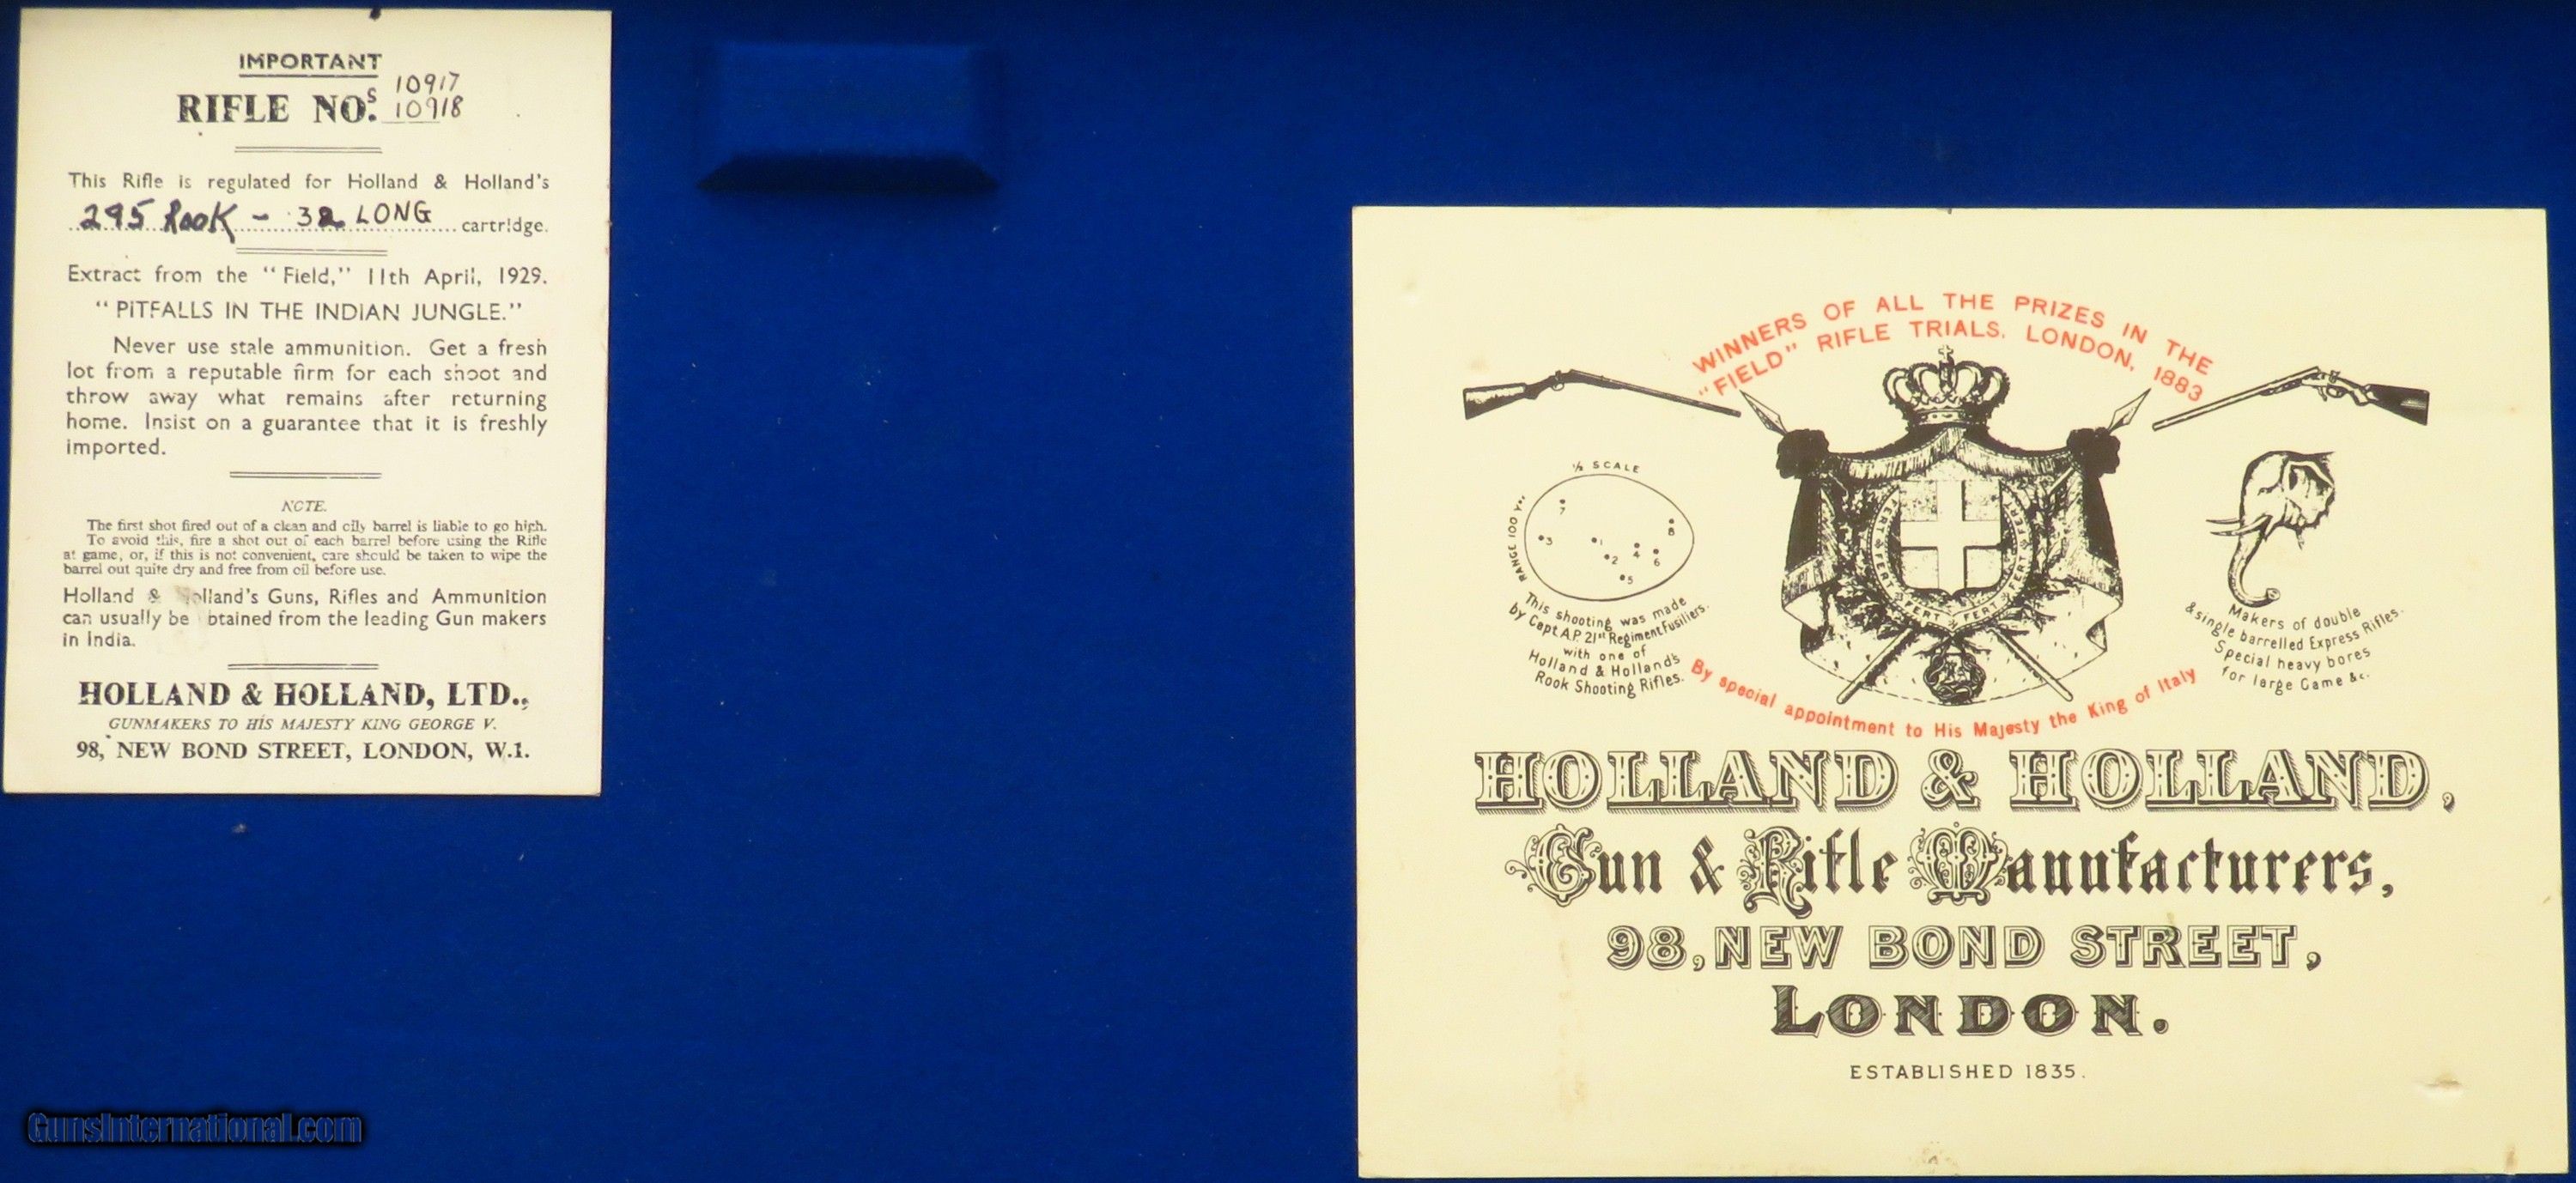 IMPORTANT
RIFLE NO.S 10917
10918
This Rifle is regulated for Holland & Holland's
295 Rook - .32 LONG cartridge.
Extract from the "Field," 11th April, 1929.
"PITFALLS IN THE INDIAN JUNGLE."
Never use stale ammunition. Get a fresh
lot from a reputable firm for each shoot and
throw away what remains after returning
home. Insist on a guarantee that it is freshly
imported.
NOTE.
The first shot fired out of a clean and oily barrel is liable to go high.
To avoid this, fire a shot out of each barrel before using the Rifle
at game, or, if this is not convenient, care should be taken to wipe the
barrel out quite dry and free from oil before use.
Holland & Holland's Guns, Rifles and Ammunition
can usually be obtained from the leading Gun makers
in India.
HOLLAND & HOLLAND, LTD.,
GUNMAKERS TO HIS MAJESTY KING GEORGE V.
98, NEW BOND STREET, LONDON, W.1.
WINNERS OF ALL THE PRIZES IN THE
"FIELD" RIFLE TRIALS. LONDON, 1883
1/2 SCALE
RANGE 100 Yds
7
8
3
1
4
2
6
5
This shooting was made
by Capt A.P. 21st Regiment Fusiliers.
with one of
Holland & Holland's
Rook Shooting Rifles.
FERT FERT FERT FERT FERT FERT
Makers of double
& single barrelled Express Rifles.
Special heavy bores
for large Game &c.
By special appointment to His Majesty the King of Italy
HOLLAND & HOLLAND,
Gun & Rifle Manufacturers,
98, NEW BOND STREET,
LONDON.
ESTABLISHED 1835.
GunsInternational.com